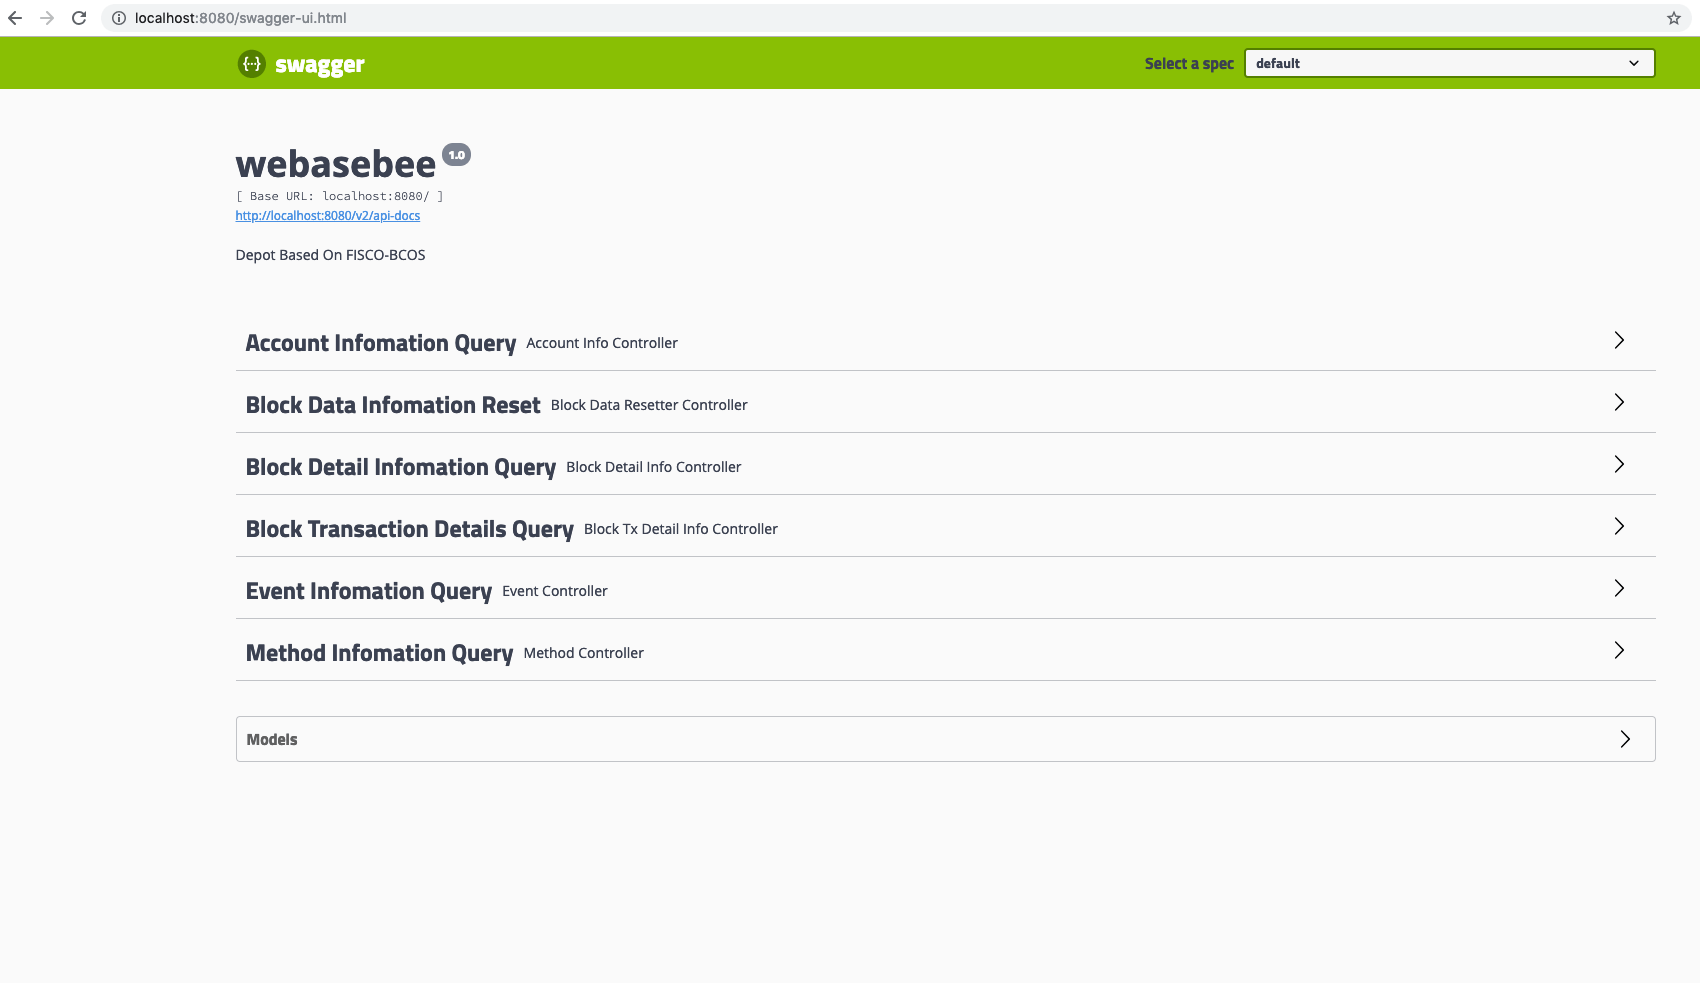 localhost:8080/swagger-ui.html
{···} swagger Select a spec default
webasebee 1.0
[ Base URL: localhost:8080/ ]
http://localhost:8080/v2/api-docs
Depot Based On FISCO-BCOS
Account Infomation Query Account Info Controller
Block Data Infomation Reset Block Data Resetter Controller
Block Detail Infomation Query Block Detail Info Controller
Block Transaction Details Query Block Tx Detail Info Controller
Event Infomation Query Event Controller
Method Infomation Query Method Controller
Models